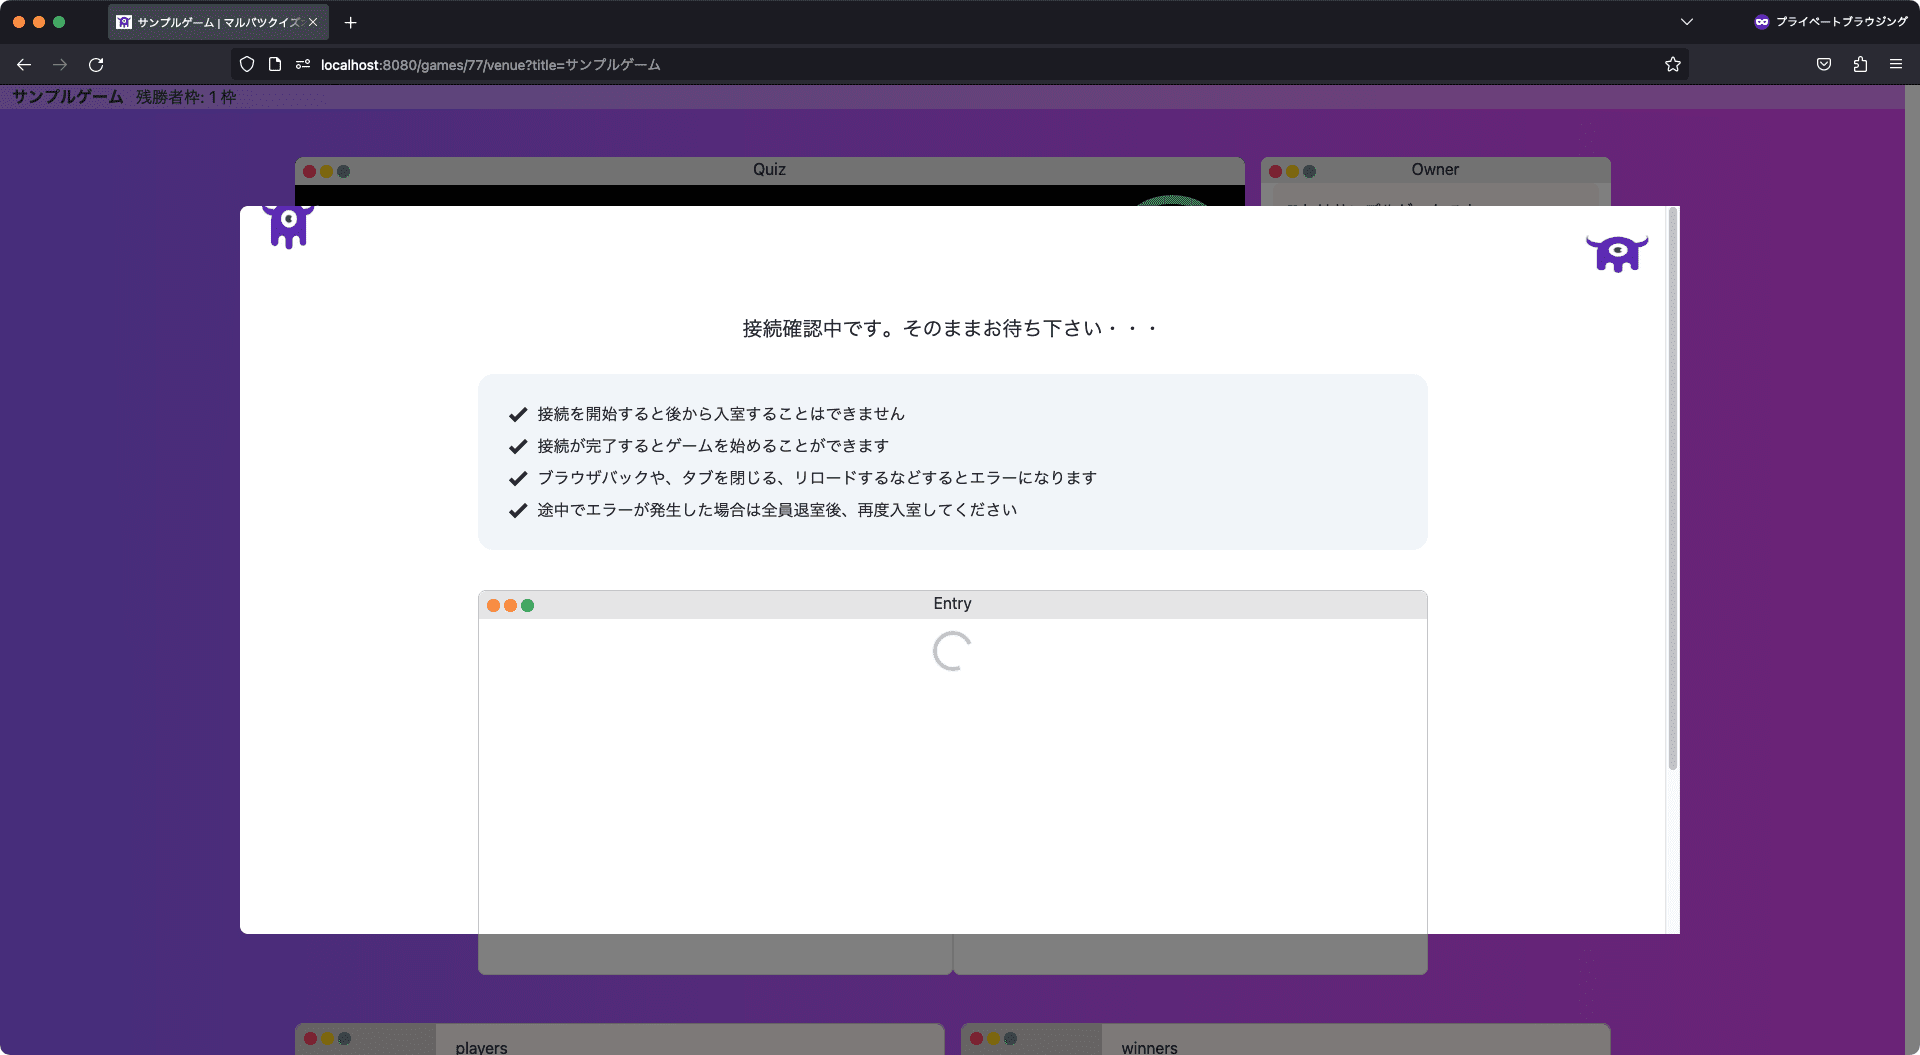 サンプルゲーム | マルバツクイズ
プライベートブラウジング
localhost:8080/games/77/venue?title=サンプルゲーム
サンプルゲーム 残勝者枠: 1 枠
Quiz
Owner
接続確認中です。そのままお待ち下さい・・・
接続を開始すると後から入室することはできません
接続が完了するとゲームを始めることができます
ブラウザバックや、タブを閉じる、リロードするなどするとエラーになります
途中でエラーが発生した場合は全員退室後、再度入室してください
Entry
players
winners